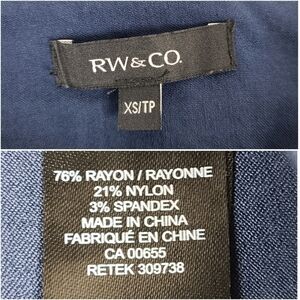 RW&CO.
XS/TP
76% RAYON / RAYONNE
21% NYLON
3% SPANDEX
MADE IN CHINA
FABRIQUÉ EN CHINE
CA 00655
RETEK 309738